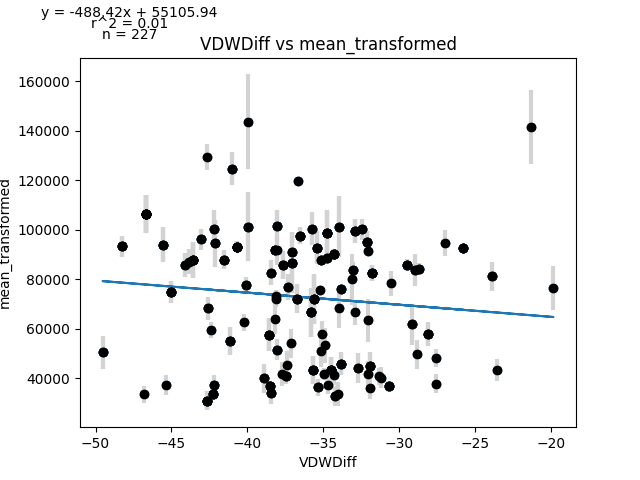 y = -488.42x + 55105.94
r^2 = 0.01
n = 227
VDWDiff vs mean_transformed
160000
140000
120000
100000
80000
60000
40000
mean_transformed
−50
−45
−40
−35
−30
−25
−20
VDWDiff